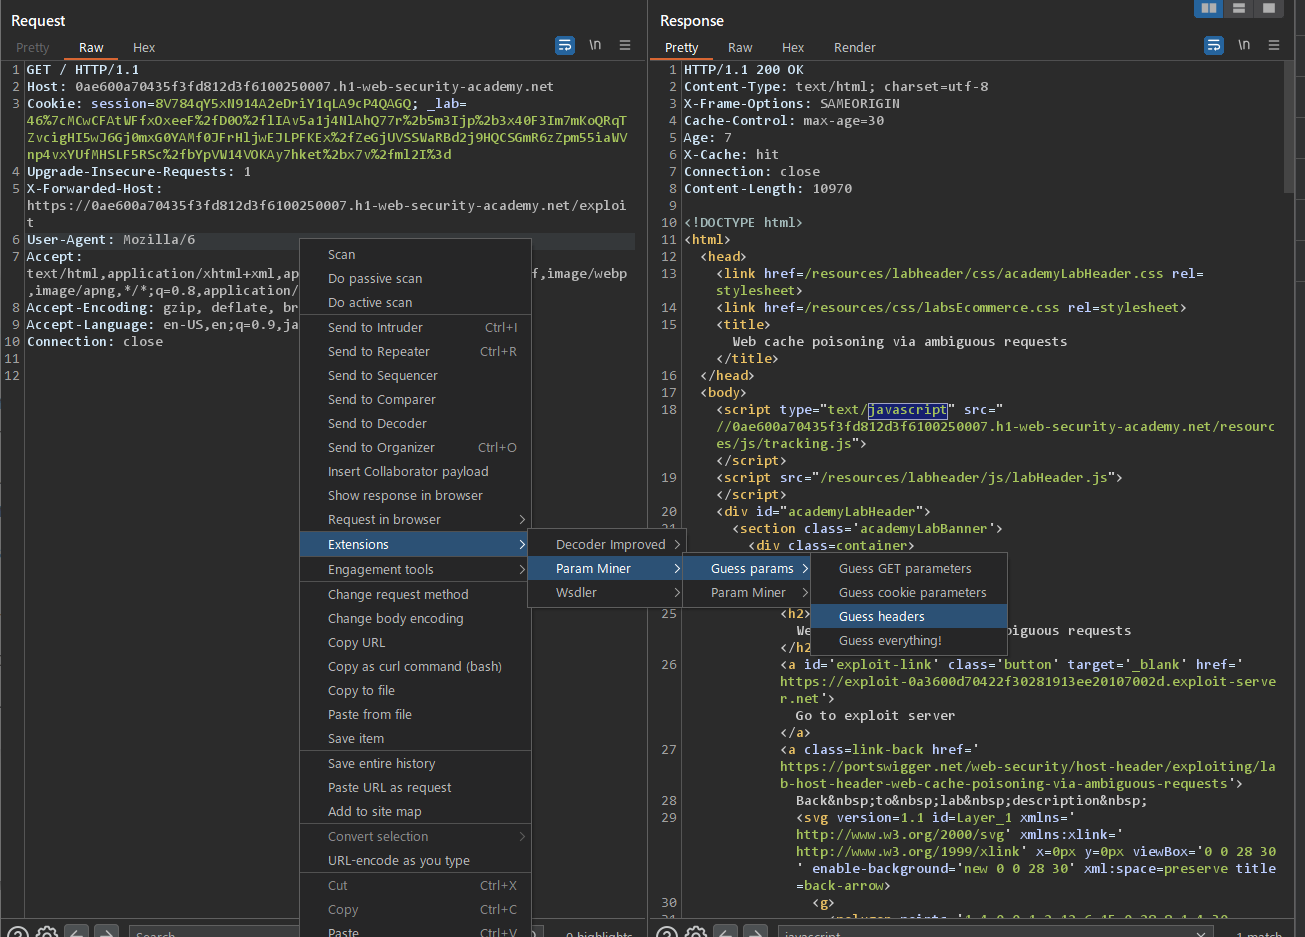 Request
Pretty Raw Hex \n
1 GET / HTTP/1.1
2 Host: 0ae600a70435f3fd812d3f6100250007.h1-web-security-academy.net
3 Cookie: session=8V784qY5xN914A2eDriY1qLA9cP4QAGQ; _lab=
46%7cMCwCFAtWFfxOxeeF%2fD0O%2flIAv5a1j4NlAhQ77r%2b5m3Ijp%2b3x40F3Im7mKoQRqT
ZvcigHI5wJ6Gj0mxG0YAMf0JFrHljwEJLPFKEx%2fZeGjUVSSWaRBd2j9HQCSGmR6zZpm55iaWV
np4vxYUfMHSLF5RSc%2fbYpVW14VOKAy7hket%2bx7v%2fml2I%3d
4 Upgrade-Insecure-Requests: 1
5 X-Forwarded-Host:
https://0ae600a70435f3fd812d3f6100250007.h1-web-security-academy.net/exploi
t
6 User-Agent: Mozilla/6
7 Accept:
text/html,application/xhtml+xml,ap f,image/webp
,image/apng,*/*;q=0.8,application/
8 Accept-Encoding: gzip, deflate, br
9 Accept-Language: en-US,en;q=0.9,ja
10 Connection: close
11
12
Scan
Do passive scan
Do active scan
Send to Intruder Ctrl+I
Send to Repeater Ctrl+R
Send to Sequencer
Send to Comparer
Send to Decoder
Send to Organizer Ctrl+O
Insert Collaborator payload
Show response in browser
Request in browser
Extensions
Engagement tools
Change request method
Change body encoding
Copy URL
Copy as curl command (bash)
Copy to file
Paste from file
Save item
Save entire history
Paste URL as request
Add to site map
Convert selection
URL-encode as you type
Cut Ctrl+X
Copy Ctrl+C
Paste Ctrl+V
Decoder Improved
Param Miner
Wsdler
Guess params
Param Miner
Guess GET parameters
Guess cookie parameters
Guess headers
Guess everything!
Search
0 highlights
Response
Pretty Raw Hex Render \n
1 HTTP/1.1 200 OK
2 Content-Type: text/html; charset=utf-8
3 X-Frame-Options: SAMEORIGIN
4 Cache-Control: max-age=30
5 Age: 7
6 X-Cache: hit
7 Connection: close
8 Content-Length: 10970
9
10 <!DOCTYPE html>
11 <html>
12 <head>
13 <link href=/resources/labheader/css/academyLabHeader.css rel=
stylesheet>
14 <link href=/resources/css/labsEcommerce.css rel=stylesheet>
15 <title>
Web cache poisoning via ambiguous requests
</title>
16 </head>
17 <body>
18 <script type="text/javascript" src="
//0ae600a70435f3fd812d3f6100250007.h1-web-security-academy.net/resourc
es/js/tracking.js">
</script>
19 <script src="/resources/labheader/js/labHeader.js">
</script>
20 <div id="academyLabHeader">
<section class='academyLabBanner'>
<div class=container>
25 <h2>
We biguous requests
</h2
26 <a id='exploit-link' class='button' target='_blank' href='
https://exploit-0a3600d70422f30281913ee20107002d.exploit-serve
r.net'>
Go to exploit server
</a>
27 <a class=link-back href='
https://portswigger.net/web-security/host-header/exploiting/la
b-host-header-web-cache-poisoning-via-ambiguous-requests'>
28 Back&nbsp;to&nbsp;lab&nbsp;description&nbsp;
29 <svg version=1.1 id=Layer_1 xmlns='
http://www.w3.org/2000/svg' xmlns:xlink='
http://www.w3.org/1999/xlink' x=0px y=0px viewBox='0 0 28 30
' enable-background='new 0 0 28 30' xml:space=preserve title
=back-arrow>
30 <g>
javascript
1 match